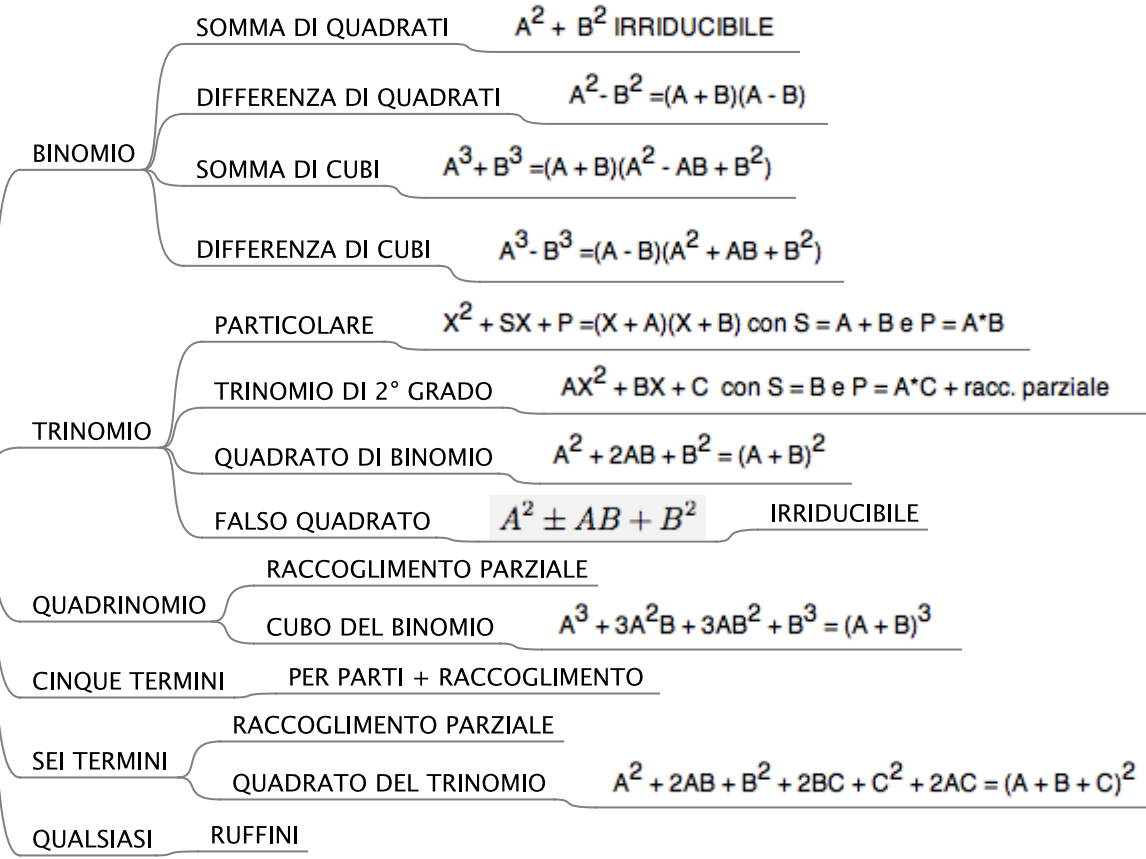 BINOMIO
SOMMA DI QUADRATI A² + B² IRRIDUCIBILE
DIFFERENZA DI QUADRATI A²- B² =(A + B)(A - B)
SOMMA DI CUBI A³+ B³ =(A + B)(A² - AB + B²)
DIFFERENZA DI CUBI A³- B³ =(A - B)(A² + AB + B²)
TRINOMIO
PARTICOLARE X² + SX + P =(X + A)(X + B) con S = A + B e P = A*B
TRINOMIO DI 2° GRADO AX² + BX + C con S = B e P = A*C + racc. parziale
QUADRATO DI BINOMIO A² + 2AB + B² = (A + B)²
FALSO QUADRATO A² ± AB + B² IRRIDUCIBILE
QUADRINOMIO
RACCOGLIMENTO PARZIALE
CUBO DEL BINOMIO A³ + 3A²B + 3AB² + B³ = (A + B)³
CINQUE TERMINI PER PARTI + RACCOGLIMENTO
SEI TERMINI
RACCOGLIMENTO PARZIALE
QUADRATO DEL TRINOMIO A² + 2AB + B² + 2BC + C² + 2AC = (A + B + C)²
QUALSIASI RUFFINI